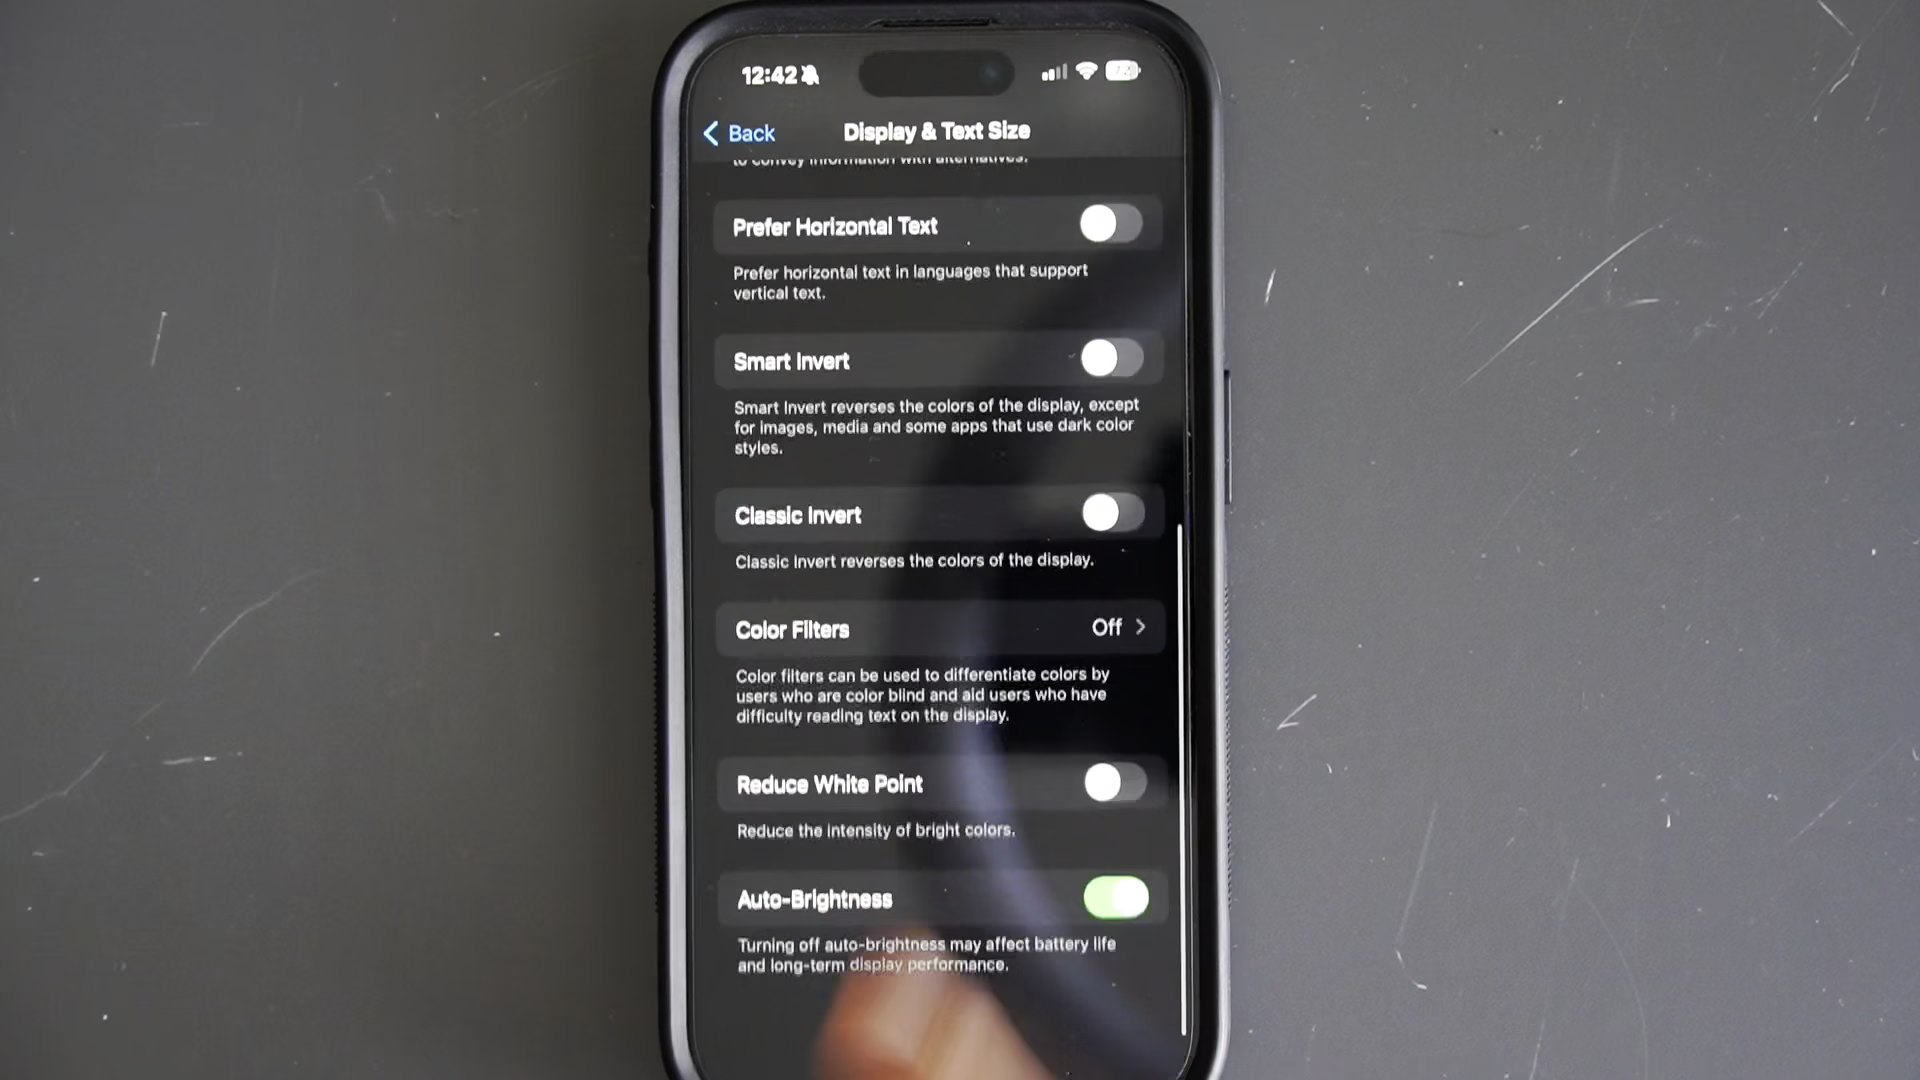 12:42
Back
Display & Text Size
to convey information with alternatives.
Prefer Horizontal Text
Prefer horizontal text in languages that support
vertical text.
Smart Invert
Smart Invert reverses the colors of the display, except
for images, media and some apps that use dark color
styles.
Classic Invert
Classic Invert reverses the colors of the display.
Color Filters
Off
Color filters can be used to differentiate colors by
users who are color blind and aid users who have
difficulty reading text on the display.
Reduce White Point
Reduce the intensity of bright colors.
Auto-Brightness
Turning off auto-brightness may affect battery life
and long-term display performance.